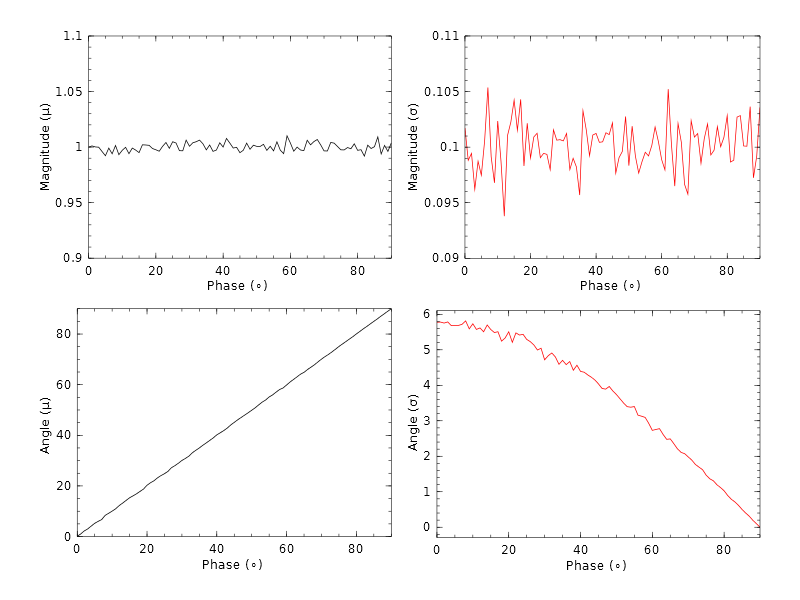 1.1
1.05
1
0.95
0.9
Magnitude (μ)
0 20 40 60 80
Phase (∘)
0.11
0.105
0.1
0.095
0.09
Magnitude (σ)
0 20 40 60 80
Phase (∘)
80
60
40
20
0
Angle (μ)
0 20 40 60 80
Phase (∘)
6
5
4
3
2
1
0
Angle (σ)
0 20 40 60 80
Phase (∘)